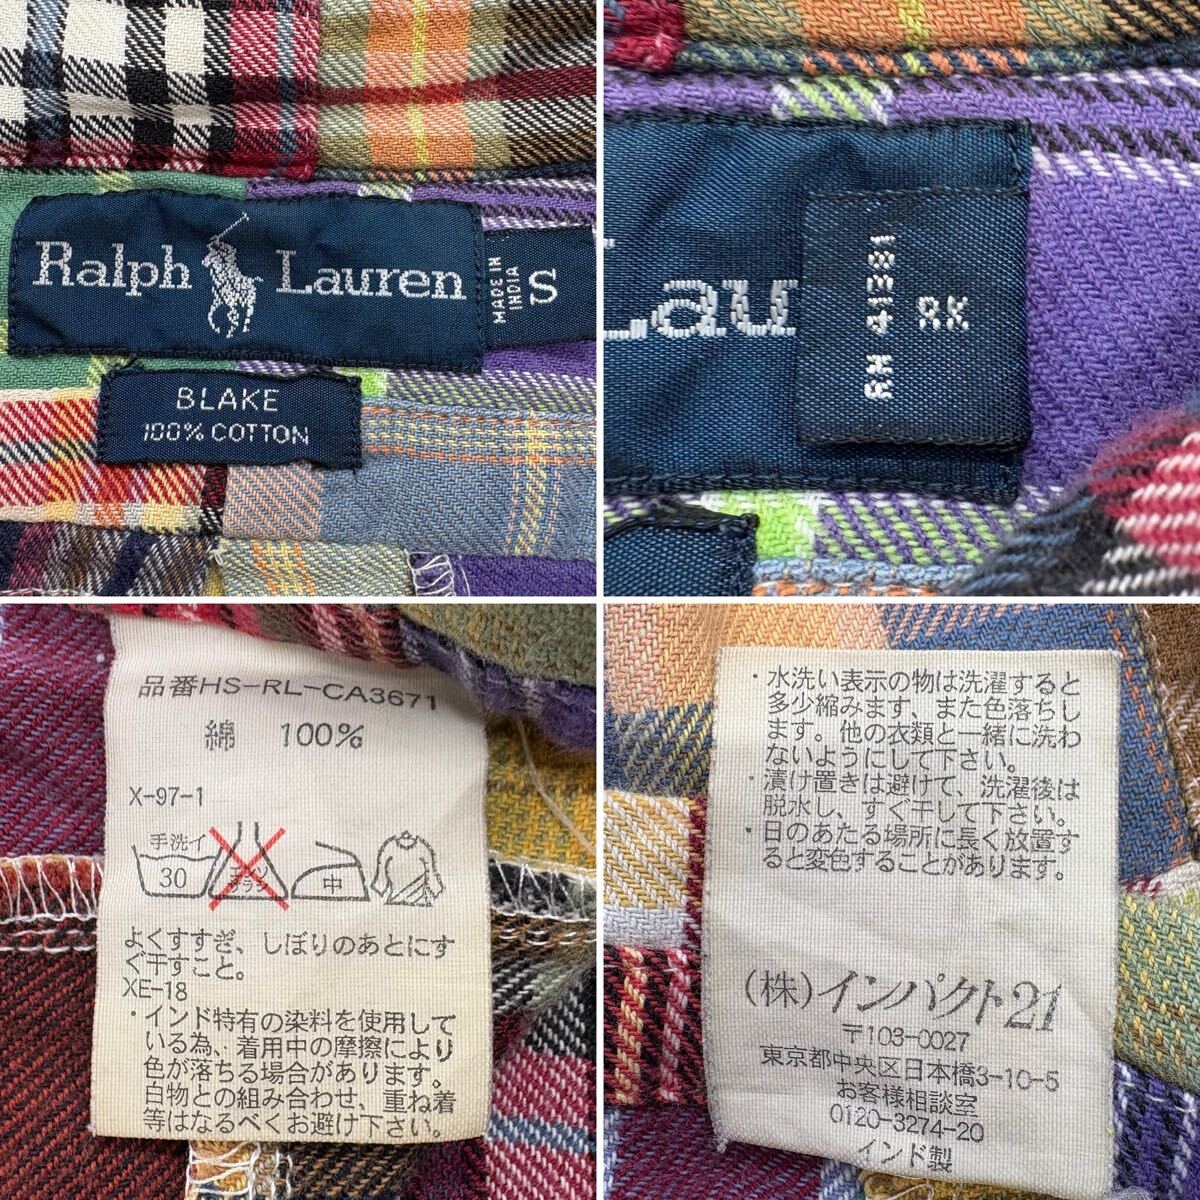 Ralph Lauren
MADE IN
INDIA
S
BLAKE
100% COTTON
Lau
RN 41381
RK
品番HS-RL-CA3671
綿 100%
X-97-1
手洗イ
30
エンソ
チラシ
中
よくすすぎ、しぼりのあとにす
ぐ干すこと。
XE-18
・インド特有の染料を使用して
いる為、着用中の摩擦により
色が落ちる場合があります。
白物との組み合わせ、重ね着
等はなるべくお避け下さい。
・水洗い表示の物は洗濯すると
多少縮みます、また色落ちし
ます。他の衣類と一緒に洗わ
ないようにして下さい。
・漬け置きは避けて、洗濯後は
脱水し、すぐ干して下さい。
・日のあたる場所に長く放置す
ると変色することがあります。
(株)インパクト21
〒103-0027
東京都中央区日本橋3-10-5
お客様相談室
0120-3274-20
インド製